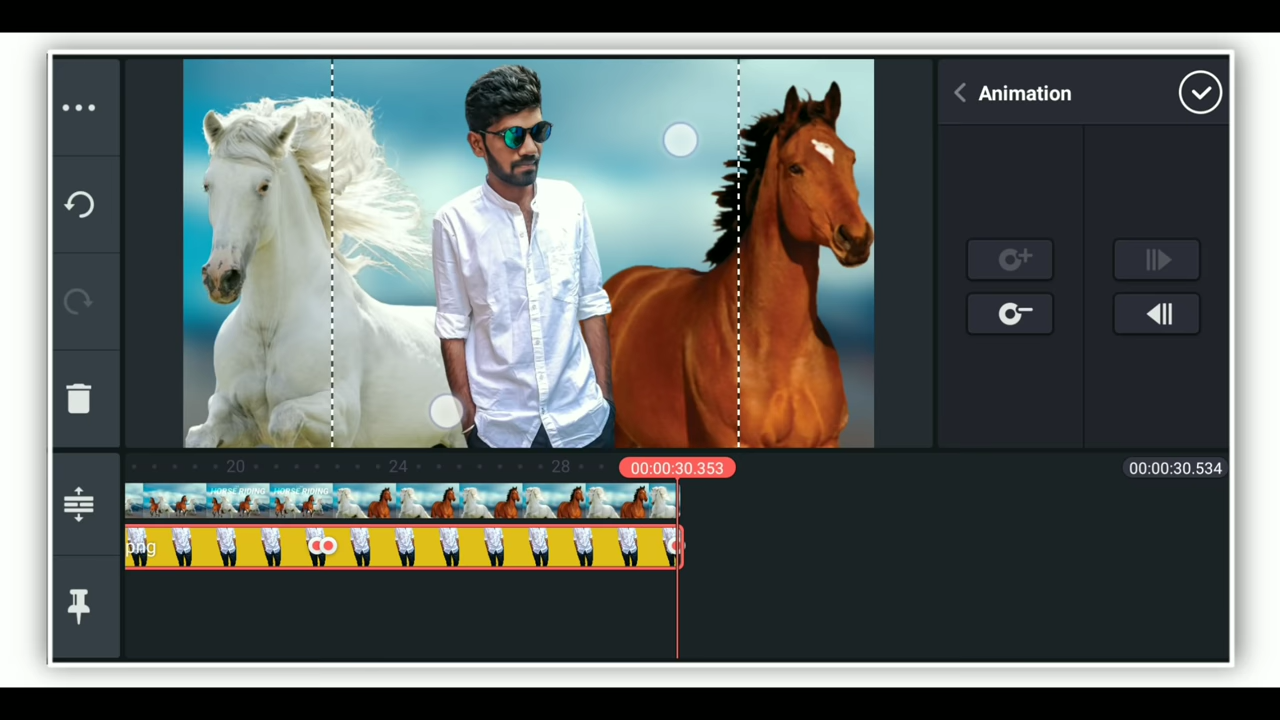 Animation
20
24
28
00:00:30.353
00:00:30.534
HORSE RIDING
HORSE RIDING
png